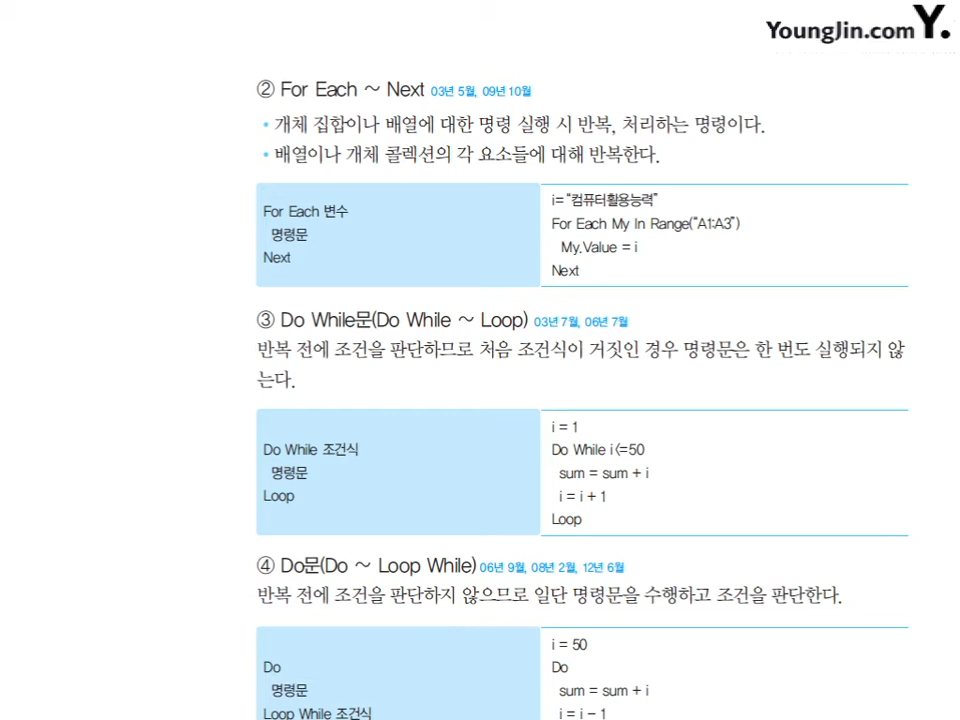 YoungJin.com Y.
② For Each ~ Next 03년 5월, 09년 10월
• 개체 집합이나 배열에 대한 명령 실행 시 반복, 처리하는 명령이다.
• 배열이나 개체 콜렉션의 각 요소들에 대해 반복한다.
For Each 변수
명령문
Next
i= “컴퓨터활용능력”
For Each My In Range(“A1:A3”)
My.Value = i
Next
③ Do While문(Do While ~ Loop) 03년 7월, 06년 7월
반복 전에 조건을 판단하므로 처음 조건식이 거짓인 경우 명령문은 한 번도 실행되지 않
는다.
Do While 조건식
명령문
Loop
i = 1
Do While i<=50
sum = sum + i
i = i + 1
Loop
④ Do문(Do ~ Loop While) 06년 9월, 08년 2월, 12년 6월
반복 전에 조건을 판단하지 않으므로 일단 명령문을 수행하고 조건을 판단한다.
Do
명령문
Loop While 조건식
i = 50
Do
sum = sum + i
i = i - 1